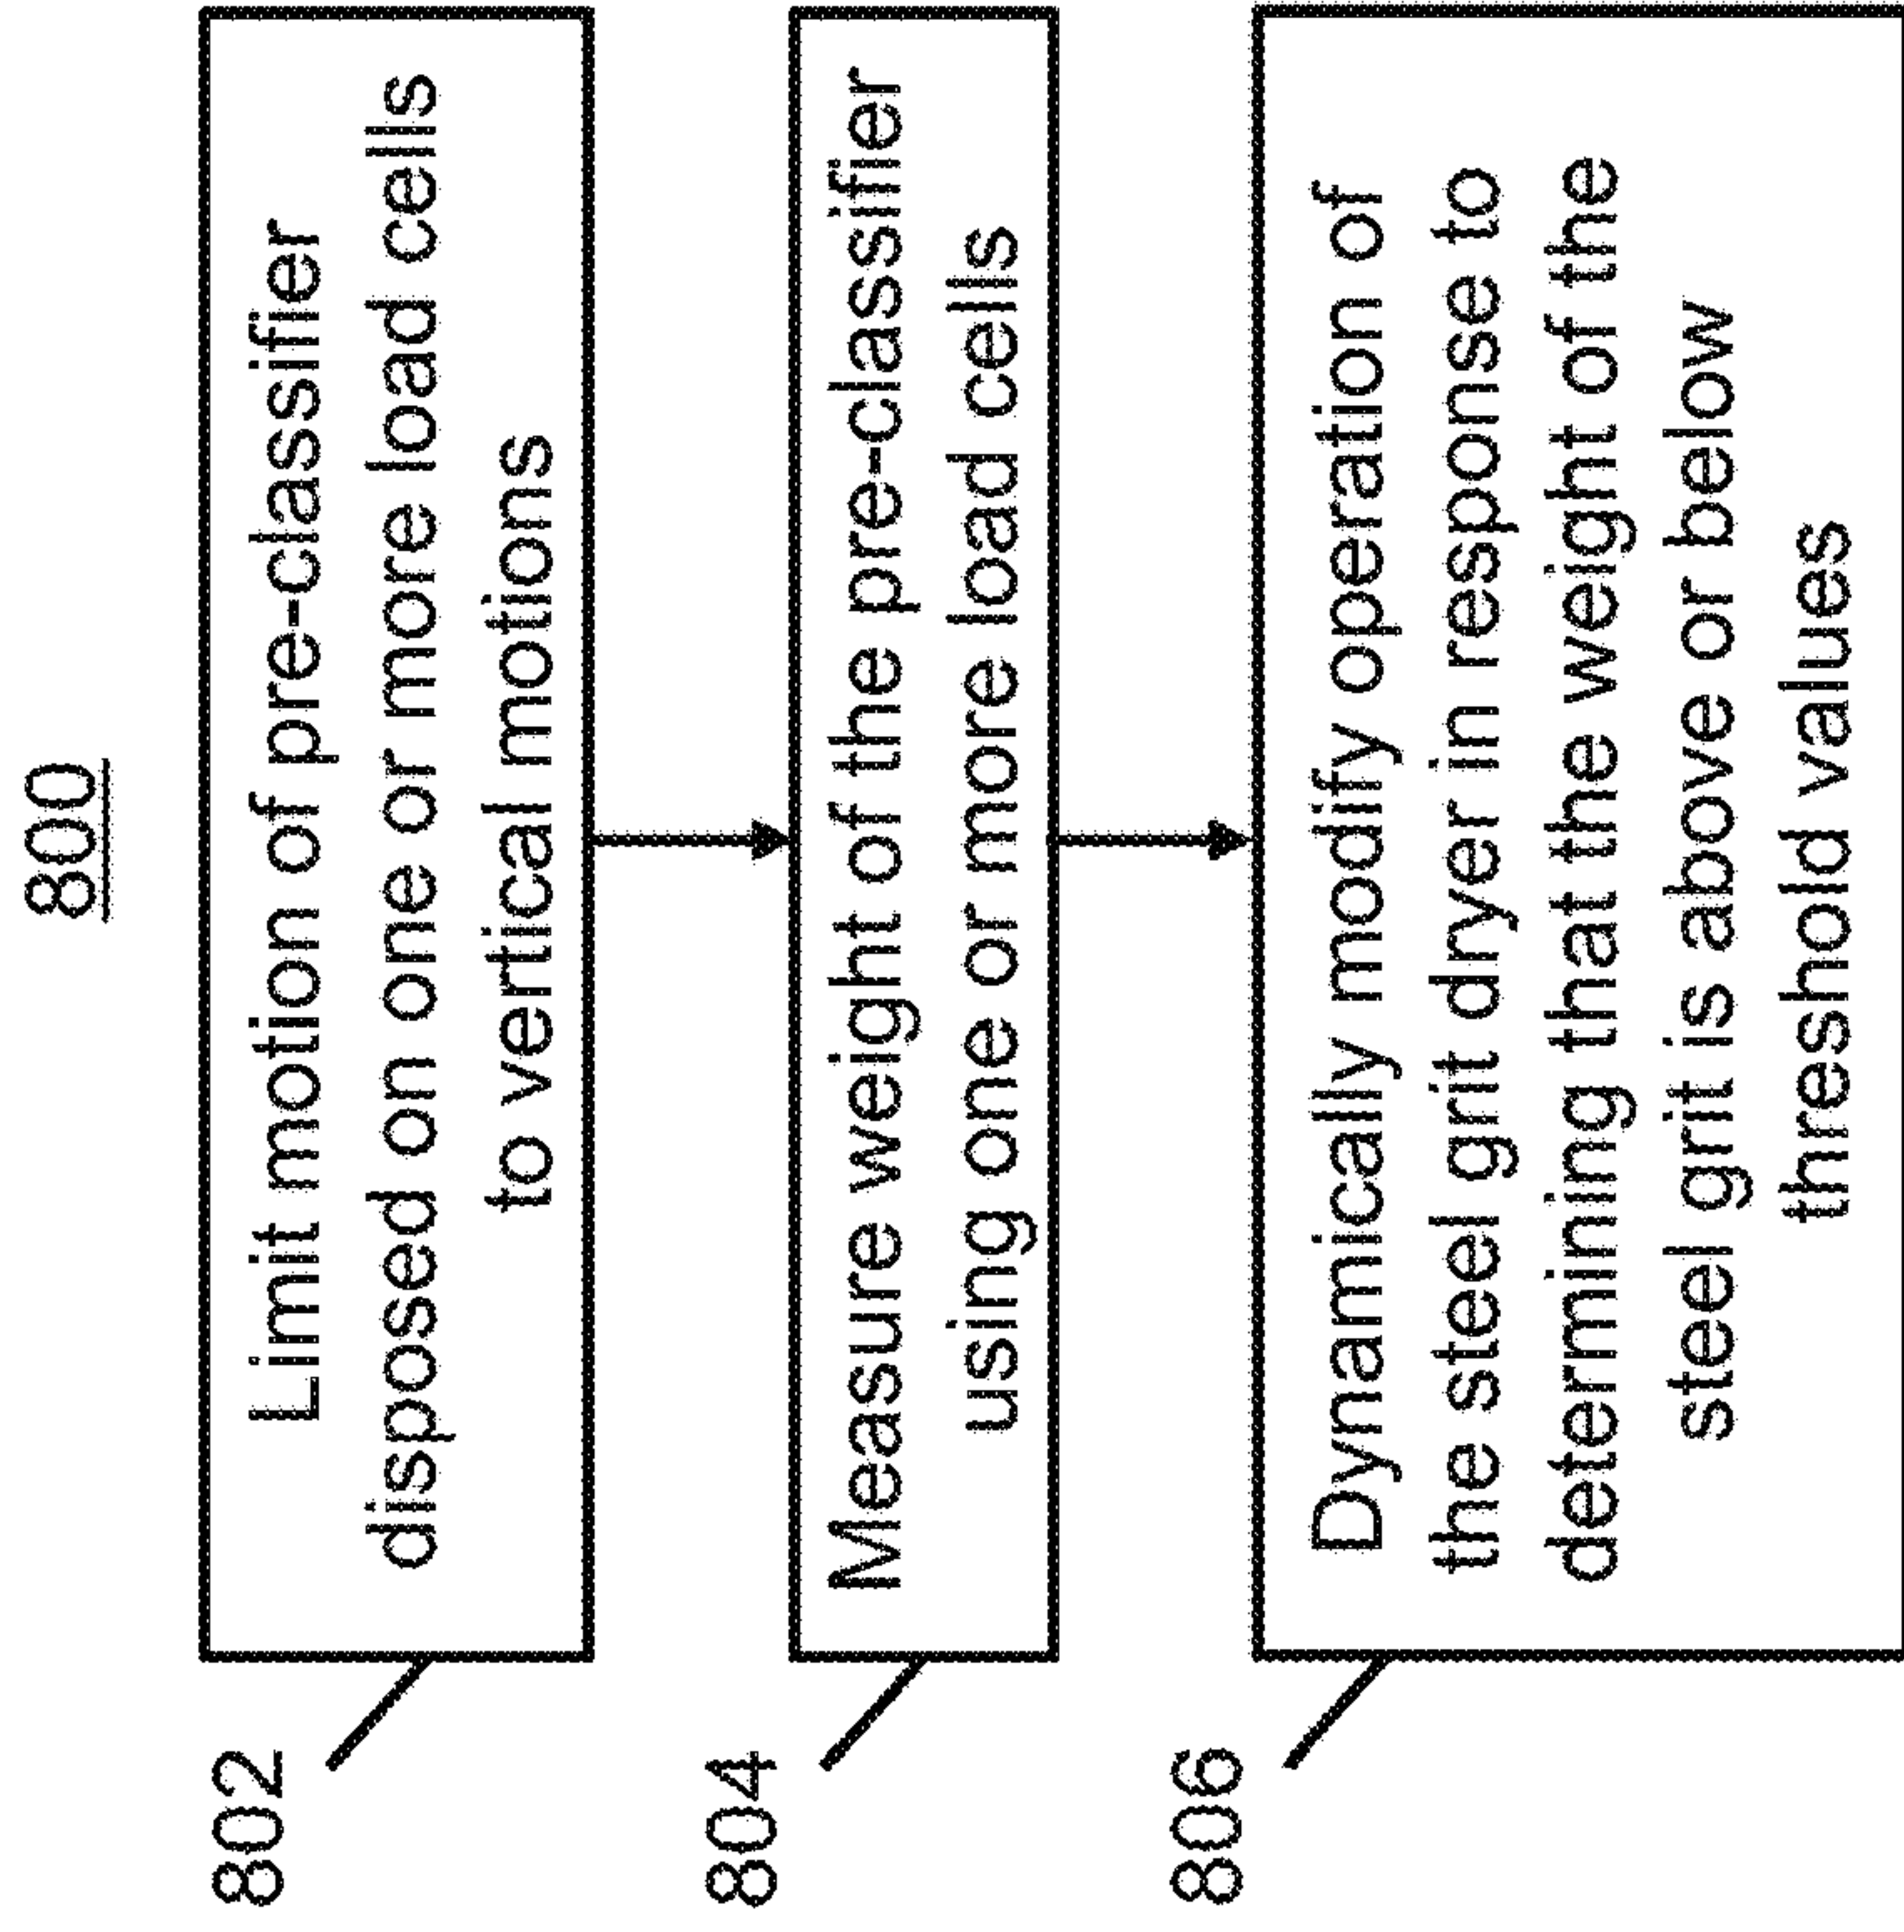 800
802
Limit motion of pre-classifier
disposed on one or more load cells
to vertical motions
804
Measure weight of the pre-classifier
using one or more load cells
806
Dynamically modify operation of
the steel grit dryer in response to
determining that the weight of the
steel grit is above or below
threshold values